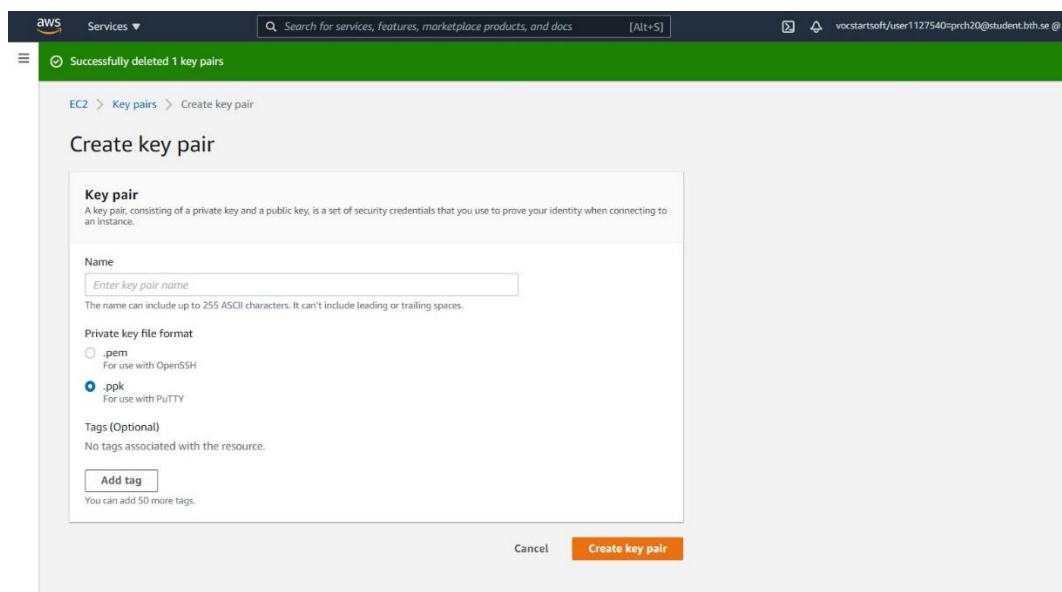 aws Services ▼ Search for services, features, marketplace products, and docs [Alt+S] vocstartsoft/user1127540=prch20@student.bth.se @
Successfully deleted 1 key pairs
EC2 > Key pairs > Create key pair
Create key pair
Key pair
A key pair, consisting of a private key and a public key, is a set of security credentials that you use to prove your identity when connecting to
an instance.
Name
Enter key pair name
The name can include up to 255 ASCII characters. It can't include leading or trailing spaces.
Private key file format
.pem
For use with OpenSSH
.ppk
For use with PuTTY
Tags (Optional)
No tags associated with the resource.
Add tag
You can add 50 more tags.
Cancel Create key pair